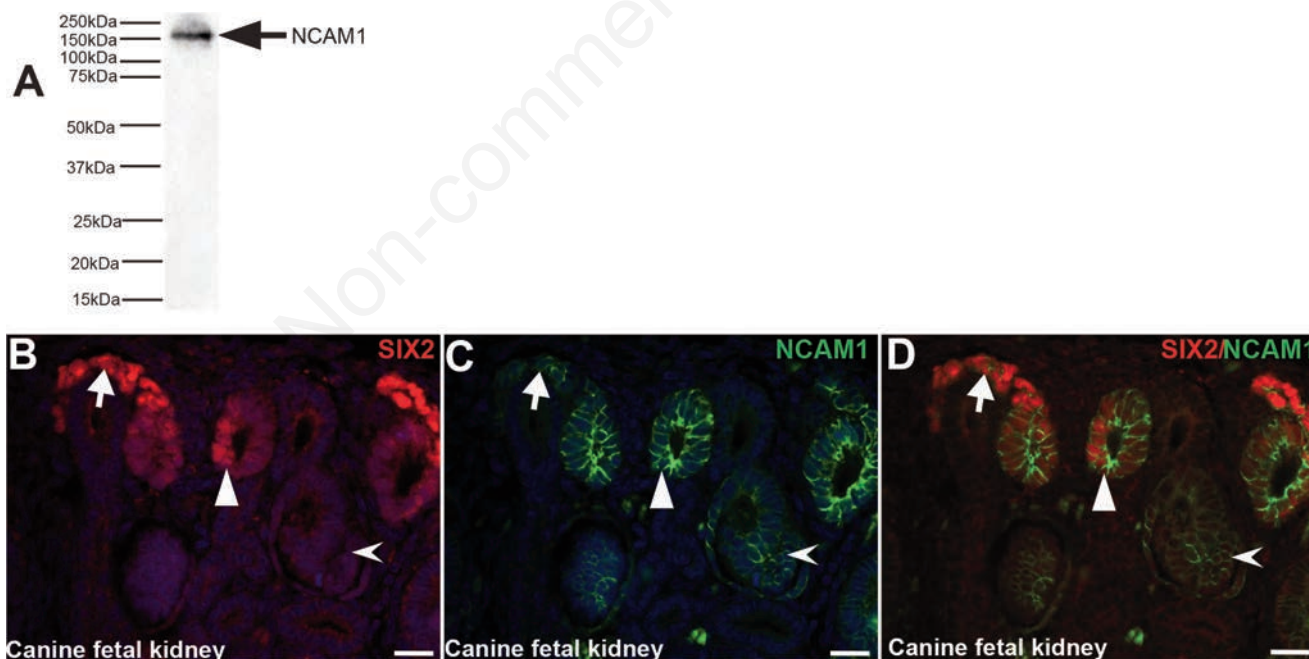 250kDa
150kDa
100kDa
75kDa
50kDa
37kDa
25kDa
20kDa
15kDa
A
NCAM1
Non-comme
B
SIX2
Canine fetal kidney
C
NCAM1
Canine fetal kidney
D
SIX2/NCAM1
Canine fetal kidney